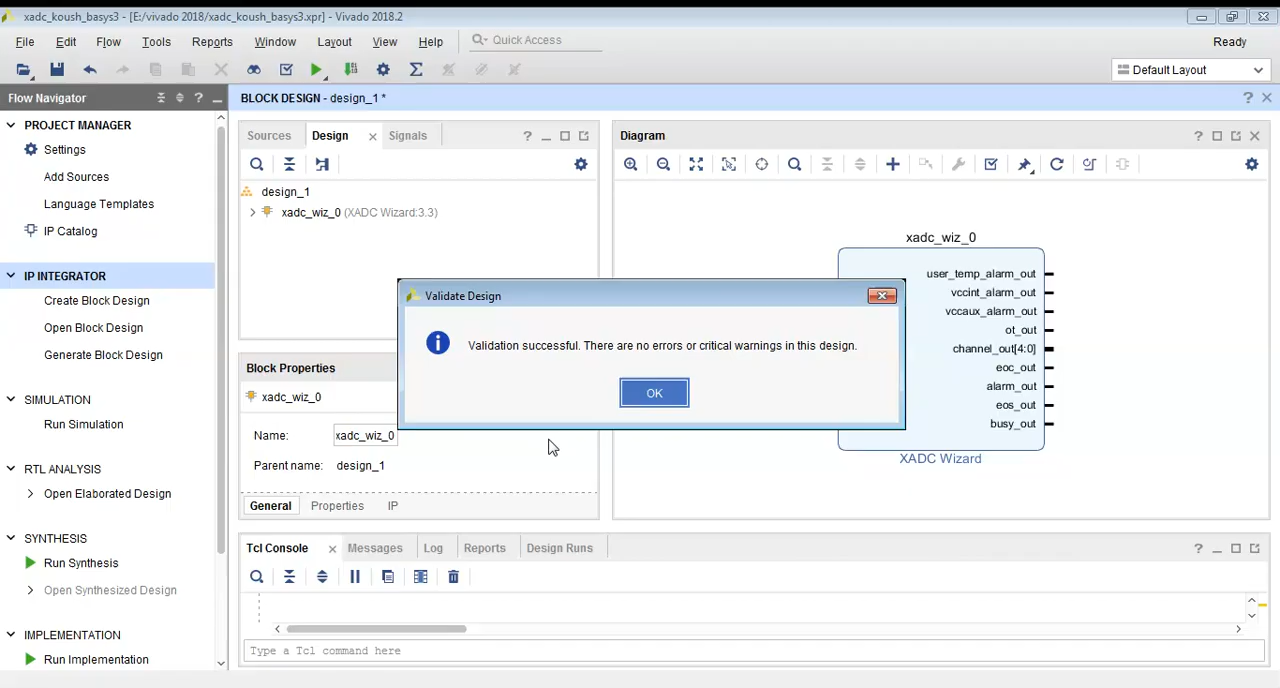 xadc_koush_basys3 - [E:/vivado 2018/xadc_koush_basys3.xpr] - Vivado 2018.2
File Edit Flow Tools Reports Window Layout View Help Quick Access Ready
Default Layout
Flow Navigator
BLOCK DESIGN - design_1 *
PROJECT MANAGER
Settings
Add Sources
Language Templates
IP Catalog
IP INTEGRATOR
Create Block Design
Open Block Design
Generate Block Design
SIMULATION
Run Simulation
RTL ANALYSIS
Open Elaborated Design
SYNTHESIS
Run Synthesis
Open Synthesized Design
IMPLEMENTATION
Run Implementation
Sources Design Signals
design_1
xadc_wiz_0 (XADC Wizard:3.3)
Block Properties
xadc_wiz_0
Name: xadc_wiz_0
Parent name: design_1
General Properties IP
Diagram
xadc_wiz_0
user_temp_alarm_out
vccint_alarm_out
vccaux_alarm_out
ot_out
channel_out[4:0]
eoc_out
alarm_out
eos_out
busy_out
XADC Wizard
Validate Design
Validation successful. There are no errors or critical warnings in this design.
OK
Tcl Console Messages Log Reports Design Runs
Type a Tcl command here